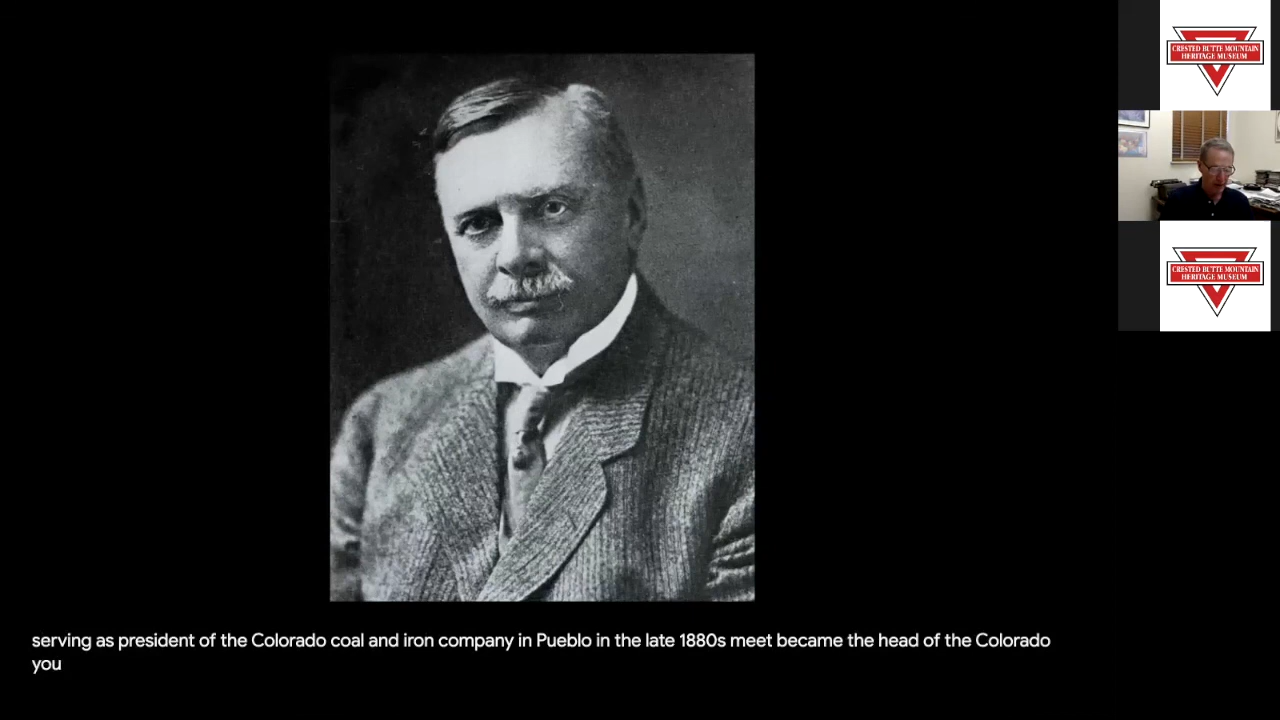 CRESTED BUTTE MOUNTAIN
HERITAGE MUSEUM
CRESTED BUTTE MOUNTAIN
HERITAGE MUSEUM
serving as president of the Colorado coal and iron company in Pueblo in the late 1880s meet became the head of the Colorado
you